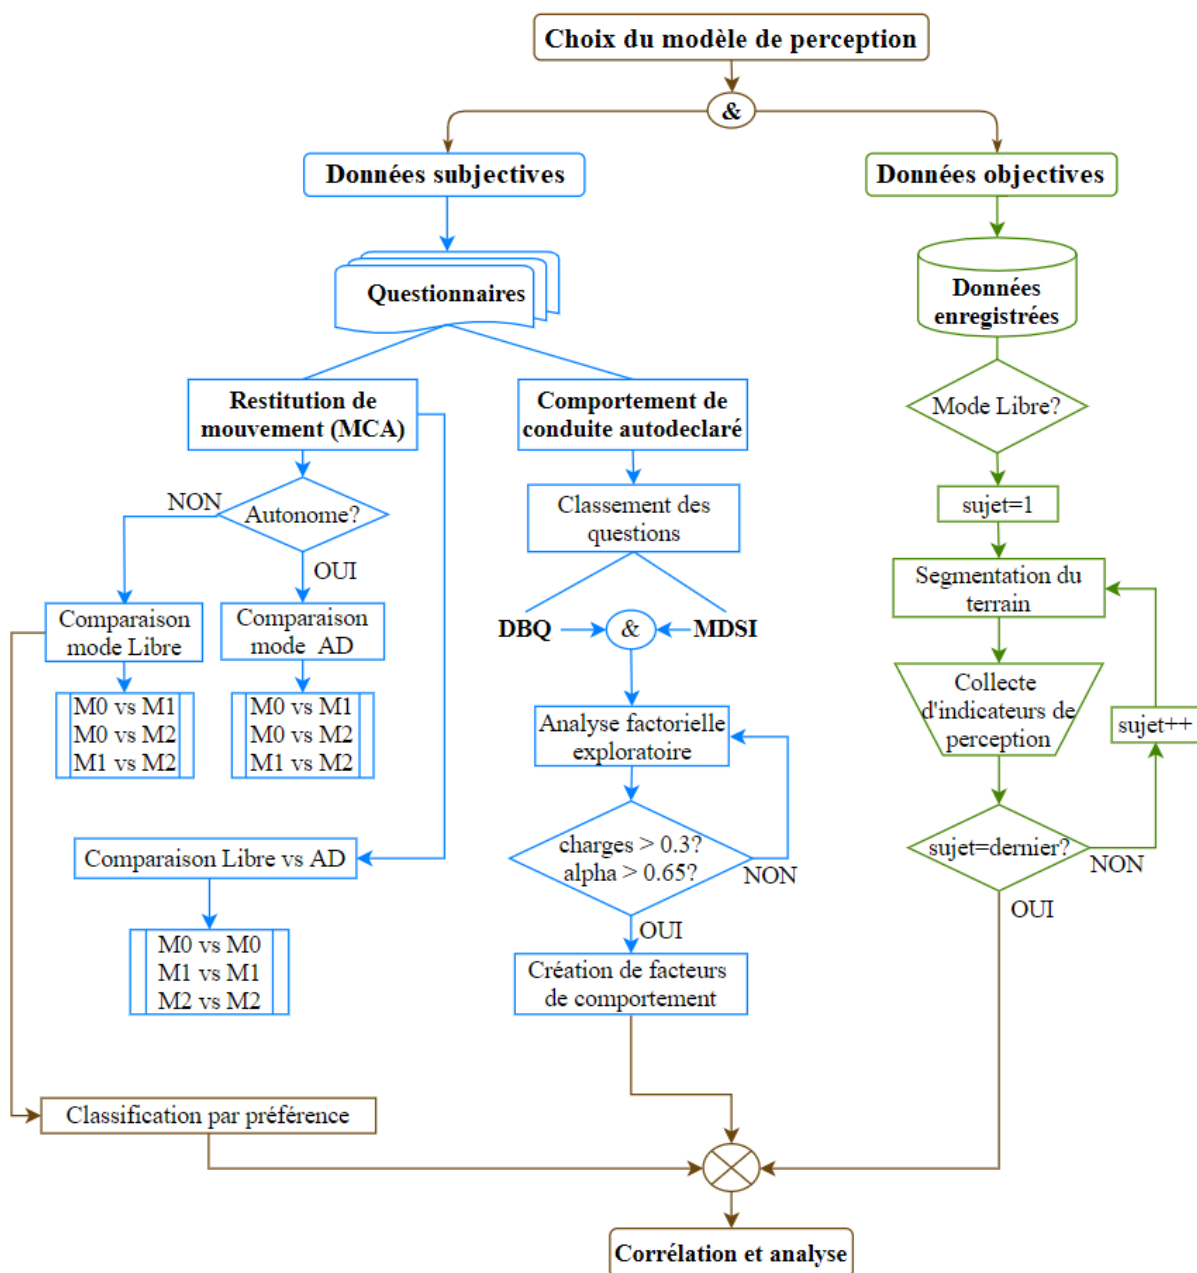 Choix du modèle de perception
&
Données subjectives
Données objectives
Questionnaires
Données
enregistrées
Restitution de
mouvement (MCA)
Comportement de
conduite autodeclaré
Mode Libre?
NON
Autonome?
OUI
Classement des
questions
sujet=1
Segmentation du
terrain
Comparaison
mode Libre
Comparaison
mode AD
DBQ
&
MDSI
M0 vs M1
M0 vs M2
M1 vs M2
M0 vs M1
M0 vs M2
M1 vs M2
Analyse factorielle
exploratoire
Collecte
d'indicateurs de
perception
sujet++
Comparaison Libre vs AD
charges > 0.3?
alpha > 0.65?
NON
sujet=dernier?
NON
OUI
OUI
M0 vs M0
M1 vs M1
M2 vs M2
Création de facteurs
de comportement
Classification par préférence
Corrélation et analyse